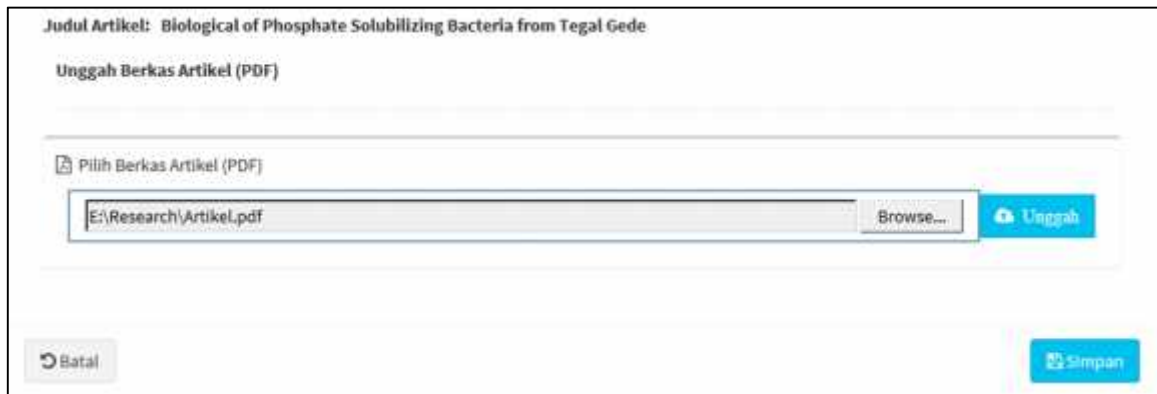 Judul Artikel: Biological of Phosphate Solubilizing Bacteria from Tegal Gede
Unggah Berkas Artikel (PDF)
Pilih Berkas Artikel (PDF)
E:\Research\Artikel.pdf Browse... Unggah
Batal Simpan